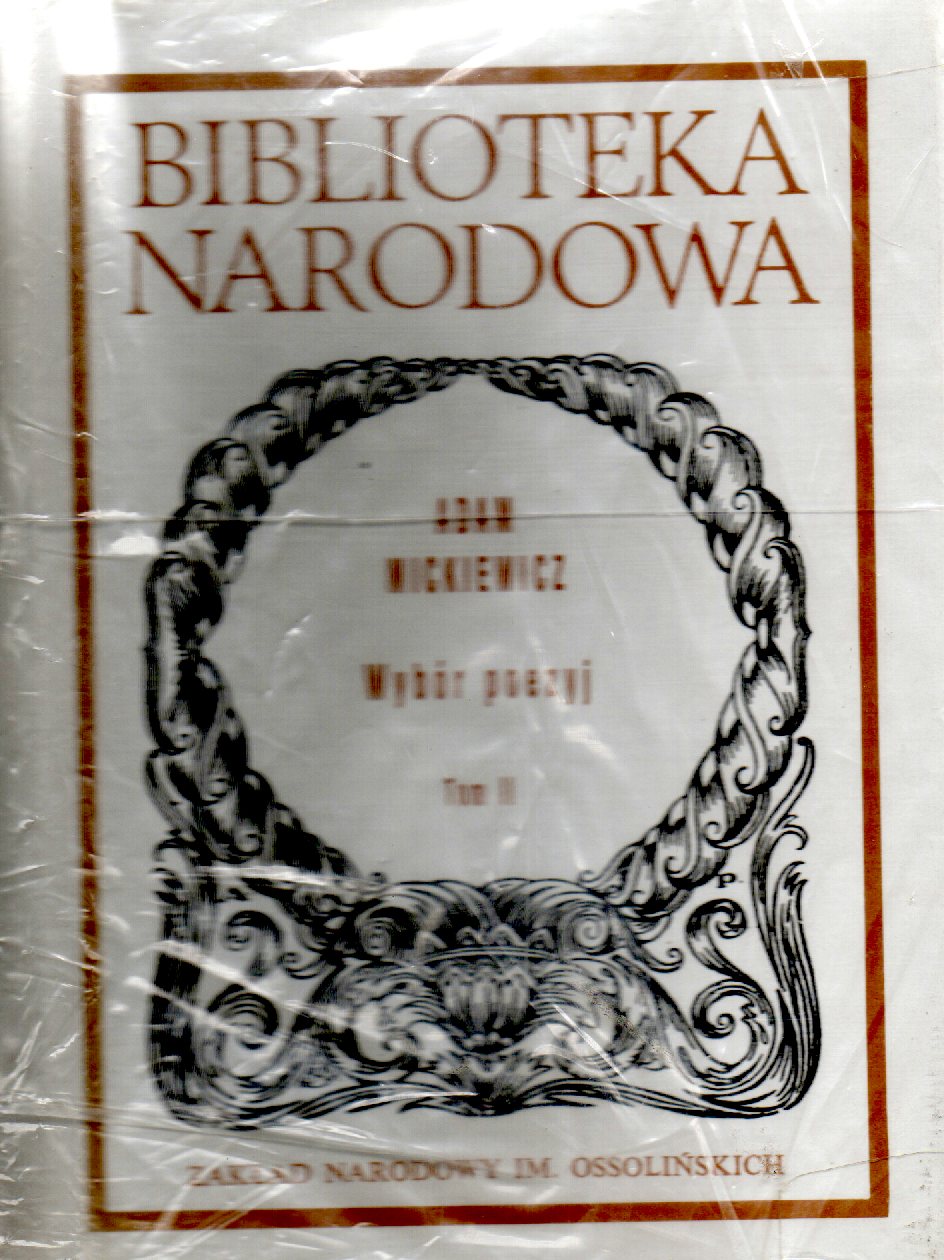 BIBLIOTEKA
NARODOWA
ADAM
MICKIEWICZ
Wybór poezyj
Tom II
P
ZAKŁAD NARODOWY IM. OSSOLIŃSKICH